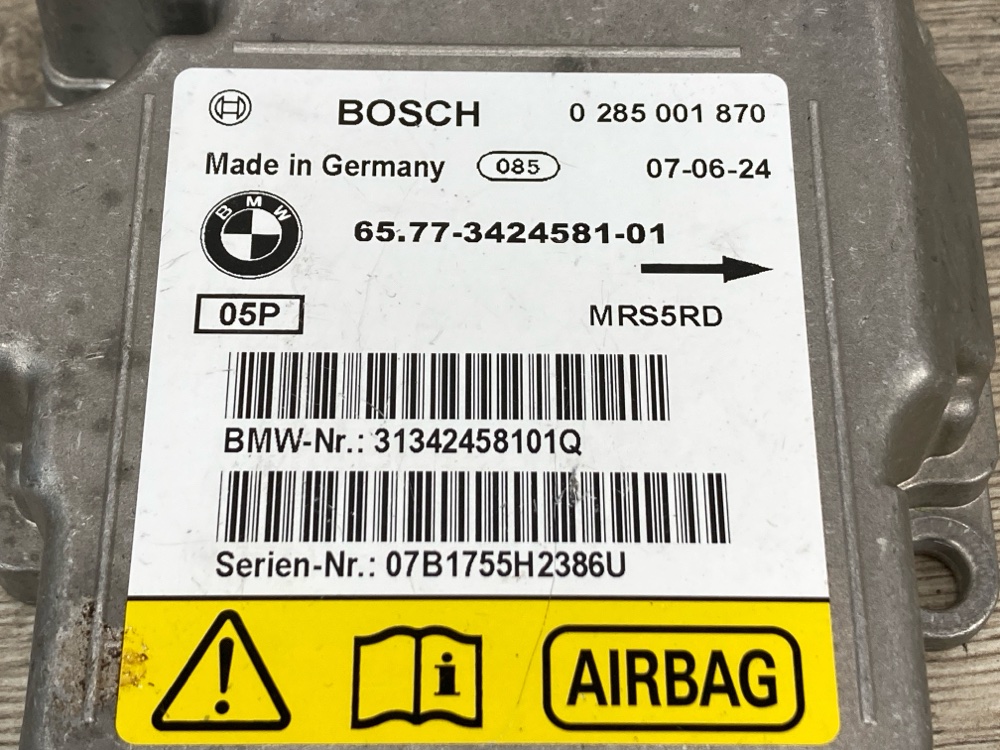 BOSCH 0 285 001 870
Made in Germany 085 07-06-24
BMW 65.77-3424581-01
05P MRS5RD
BMW-Nr.: 31342458101Q
Serien-Nr.: 07B1755H2386U
AIRBAG